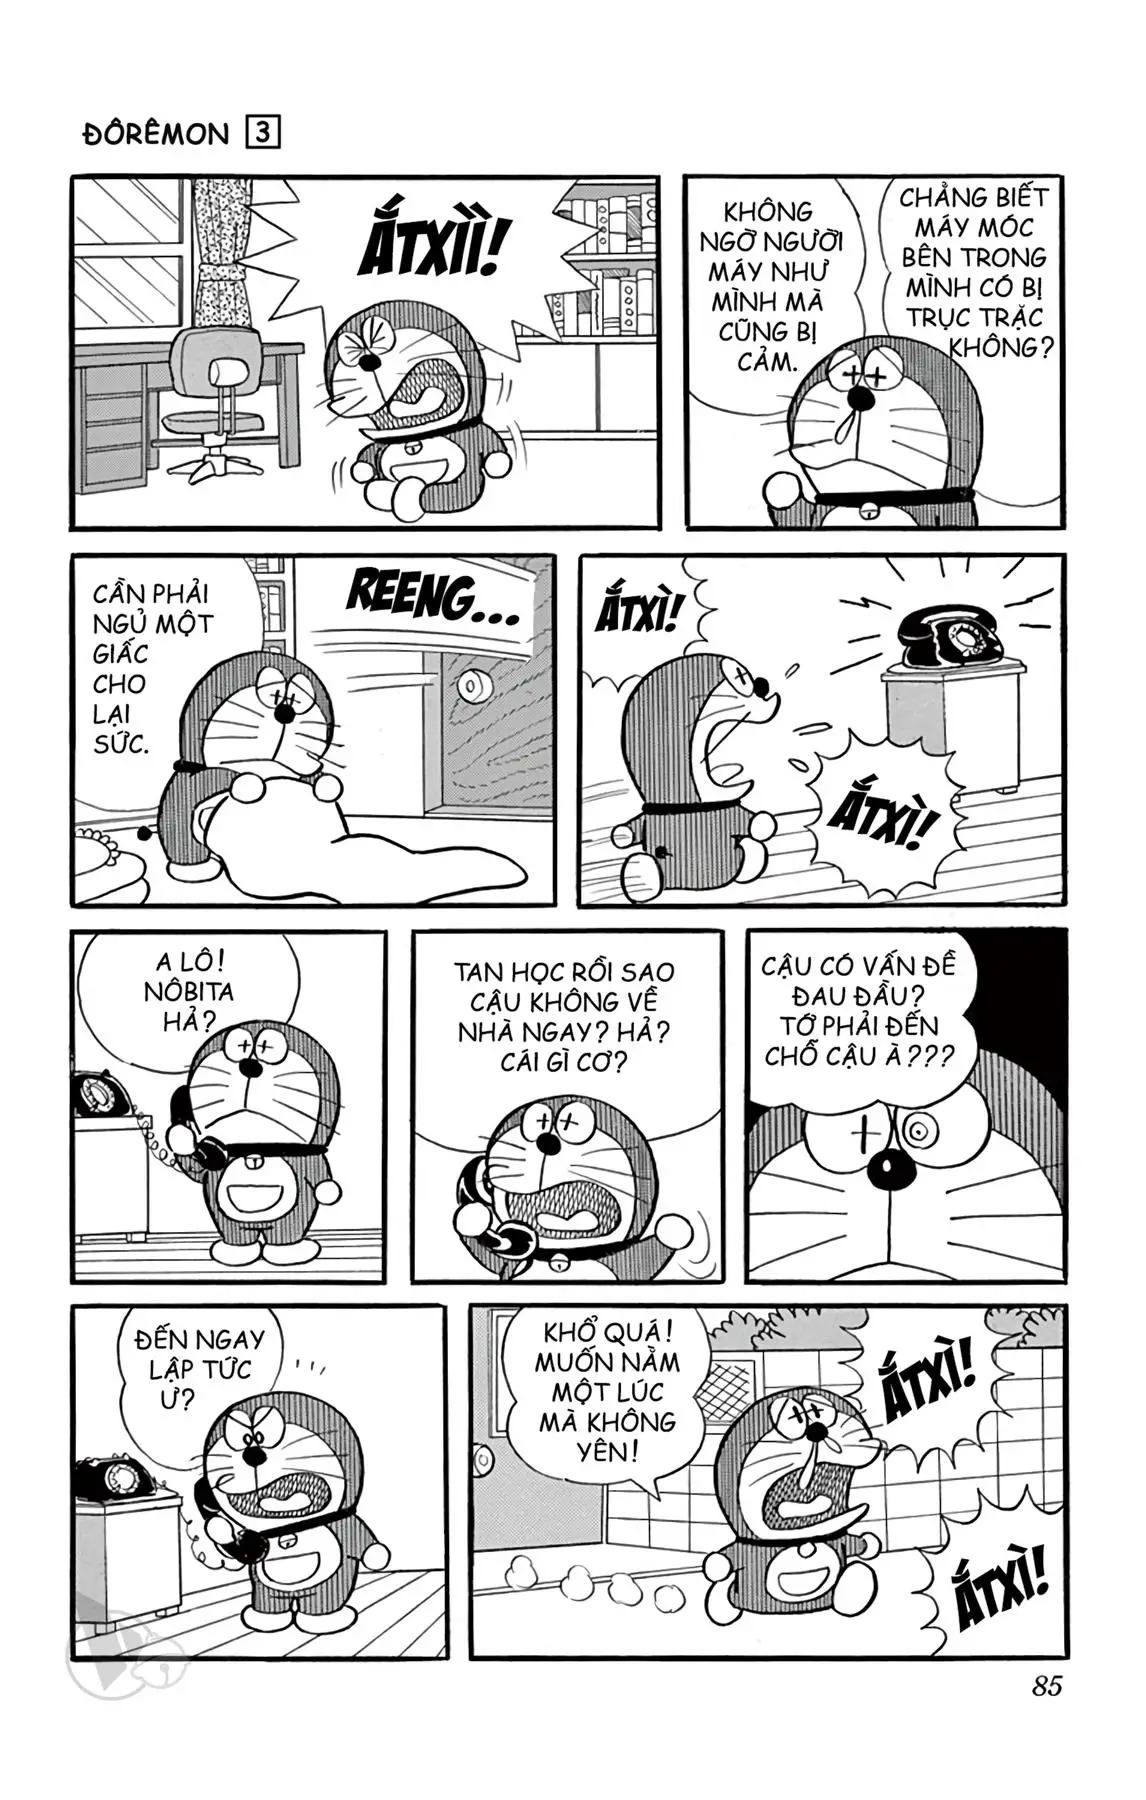 ĐÔRÊMON 3
ẮTXÌÌ!
KHÔNG
NGỜ NGƯỜI
MÁY NHƯ
MÌNH MÀ
CŨNG BỊ
CẢM.
CHẲNG BIẾT
MÁY MÓC
BÊN TRONG
MÌNH CÓ BỊ
TRỤC TRẶC
KHÔNG?
CẦN PHẢI
NGỦ MỘT
GIẤC
CHO
LẠI
SỨC.
REENG...
ẮTXÌ!
ẮTXÌ!
A LÔ!
NÔBITA
HẢ?
TAN HỌC RỒI SAO
CẬU KHÔNG VỀ
NHÀ NGAY? HẢ?
CÁI GÌ CƠ?
CẬU CÓ VẤN ĐỀ
ĐAU ĐẦU?
TỚ PHẢI ĐẾN
CHỖ CẬU À???
ĐẾN NGAY
LẬP TỨC
Ư?
KHỔ QUÁ!
MUỐN NẰM
MỘT LÚC
MÀ KHÔNG
YÊN!
ẮTXÌ!
ẮTXÌ!
85